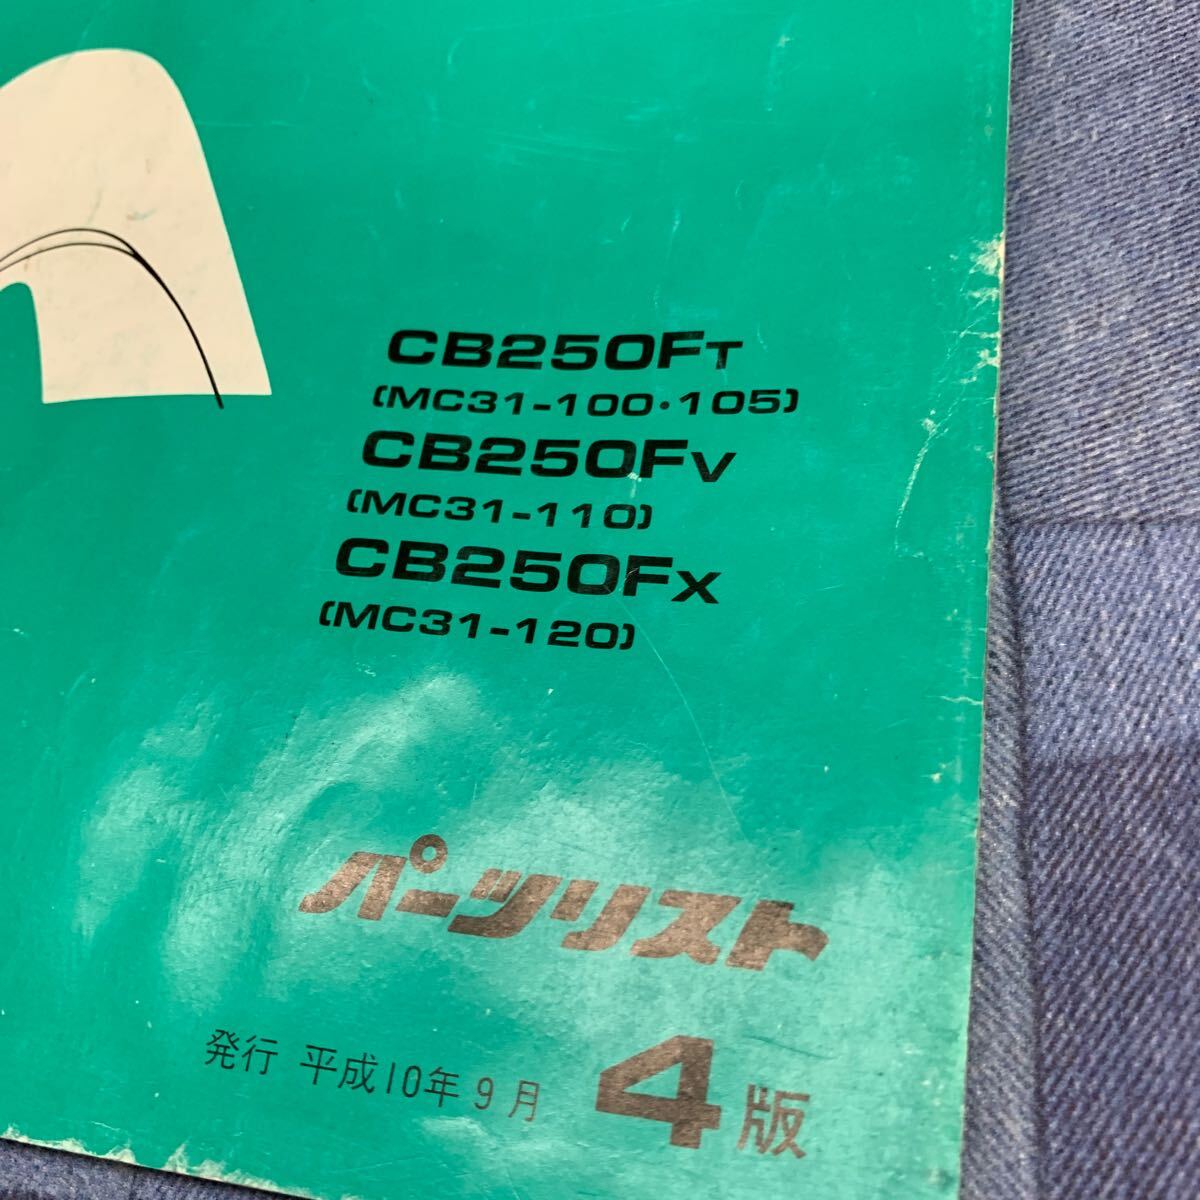 CB250FT
(MC31-100・105)
CB250FV
(MC31-110)
CB250FX
(MC31-120)
パーツリスト
発行 平成10年9月 4版